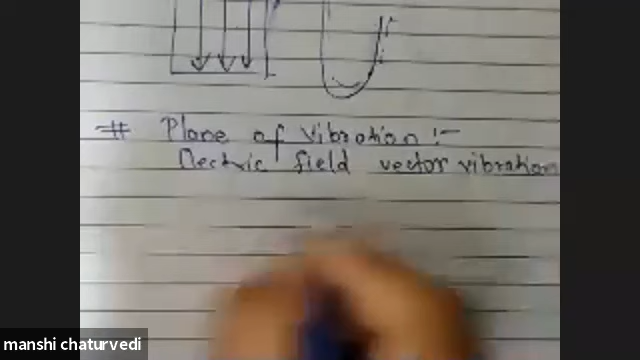 # Plane of Vibration :-
Electric field vector vibration
manshi chaturvedi